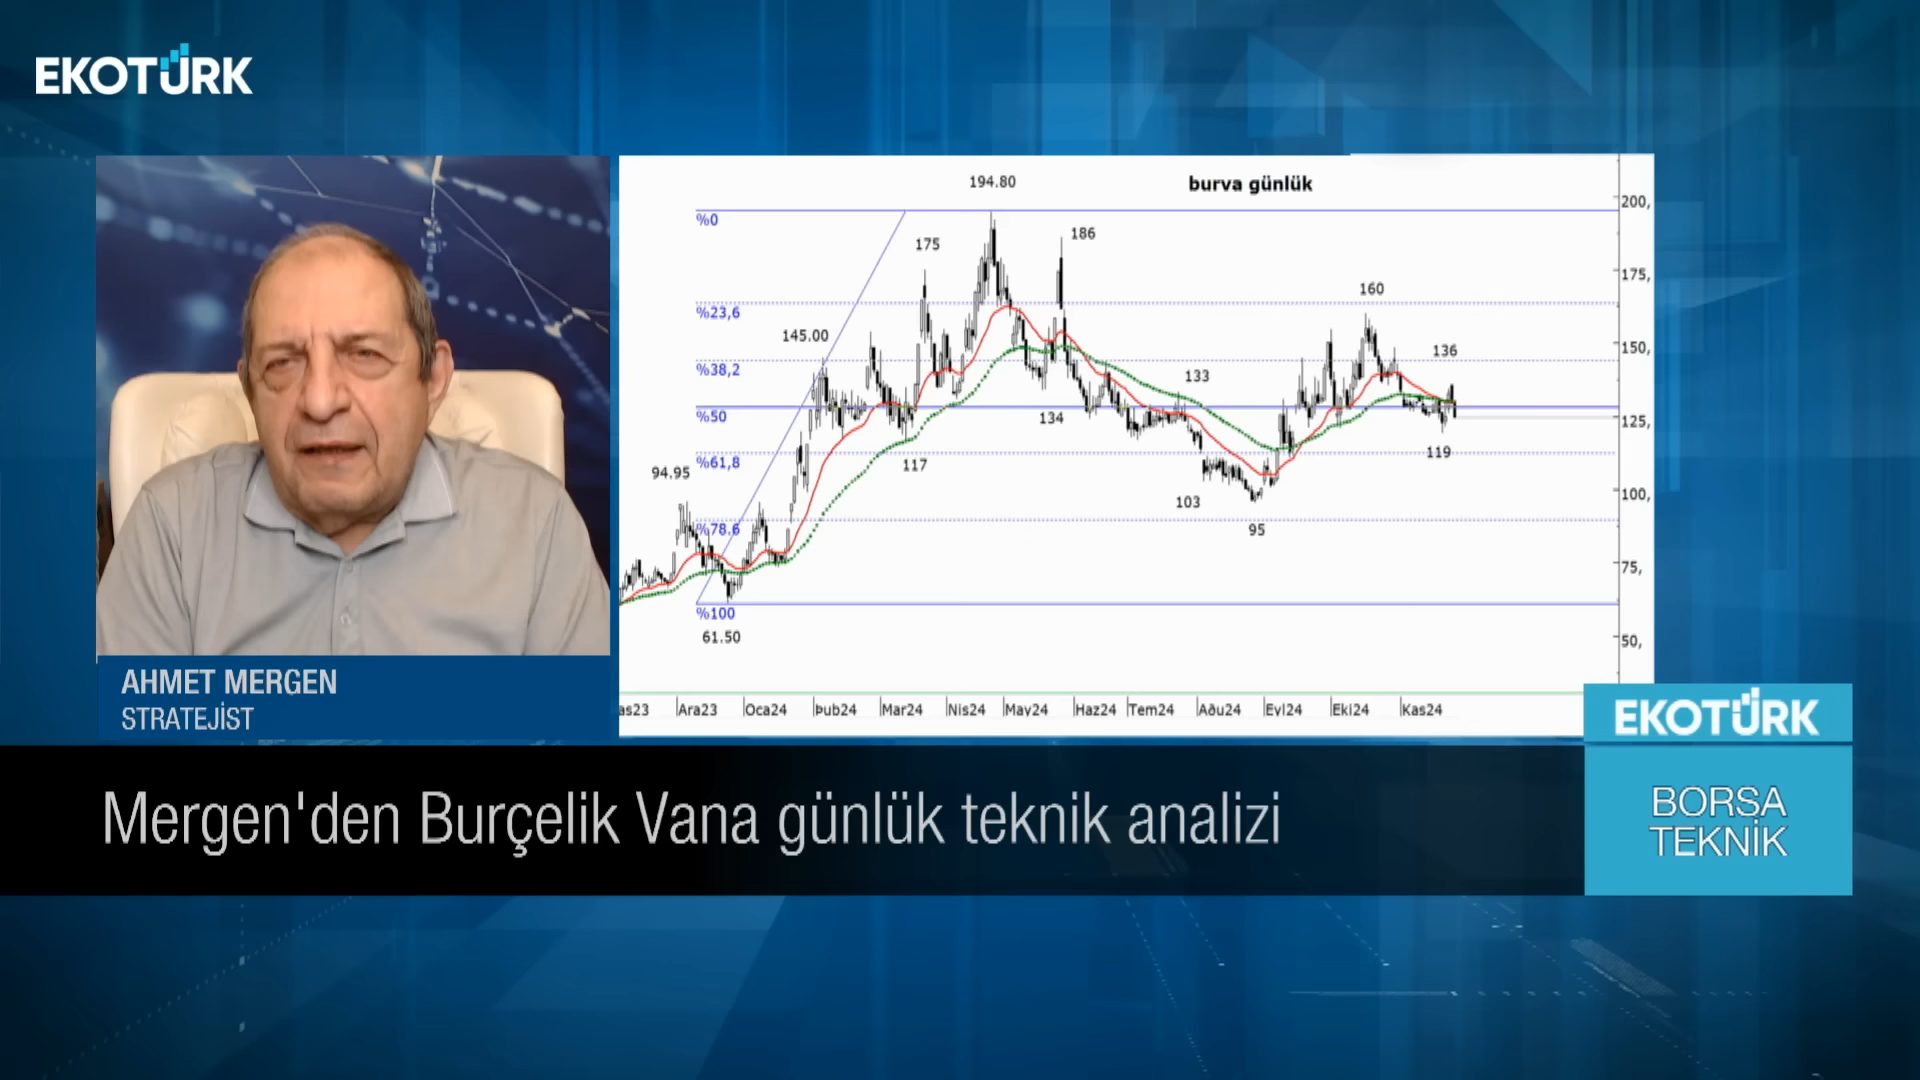 EKOTÜRK
burva günlük
194.80
200,
%0
186
175
175,
160
%23,6
145.00
150,
136
%38,2
133
%50
134
125,
119
%61,8
117
94.95
100,
103
%78.6
95
75,
%100
61.50
50,
as23
Ara23
Oca24
Þub24
Mar24
Nis24
May24
Haz24
Tem24
Aðu24
Eyl24
Eki24
Kas24
AHMET MERGEN
STRATEJİST
EKOTÜRK
Mergen'den Burçelik Vana günlük teknik analizi
BORSA
TEKNİK